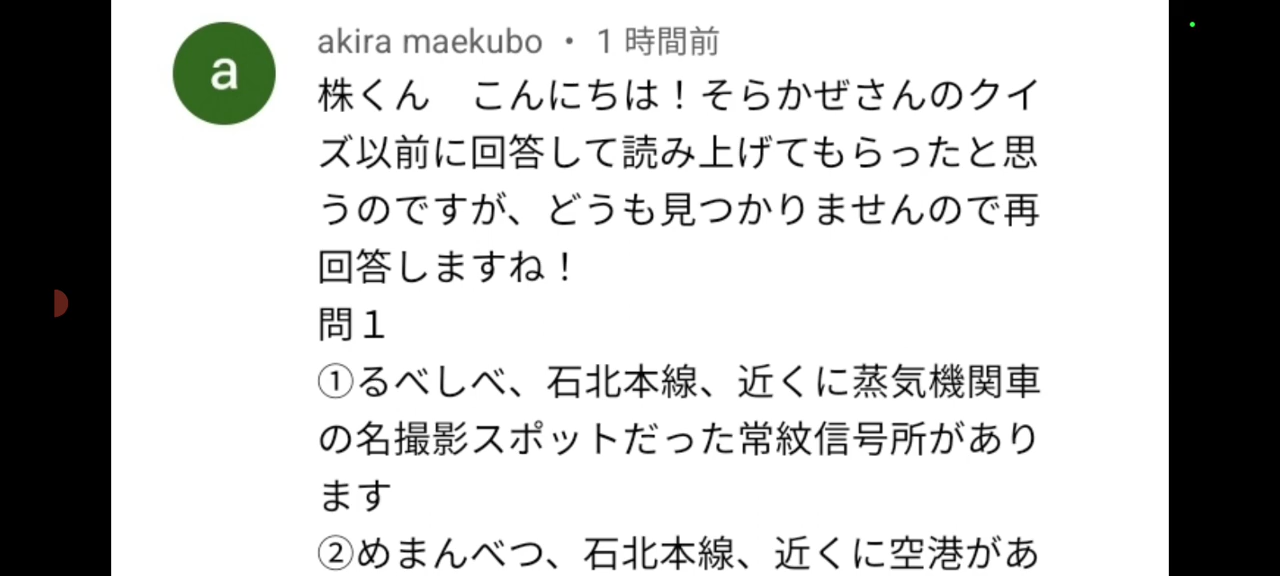 a
akira maekubo ・ 1 時間前
株くん　こんにちは！そらかぜさんのクイ
ズ以前に回答して読み上げてもらったと思
うのですが、どうも見つかりませんので再
回答しますね！
問１
①るべしべ、石北本線、近くに蒸気機関車
の名撮影スポットだった常紋信号所があり
ます
②めまんべつ、石北本線、近くに空港があ